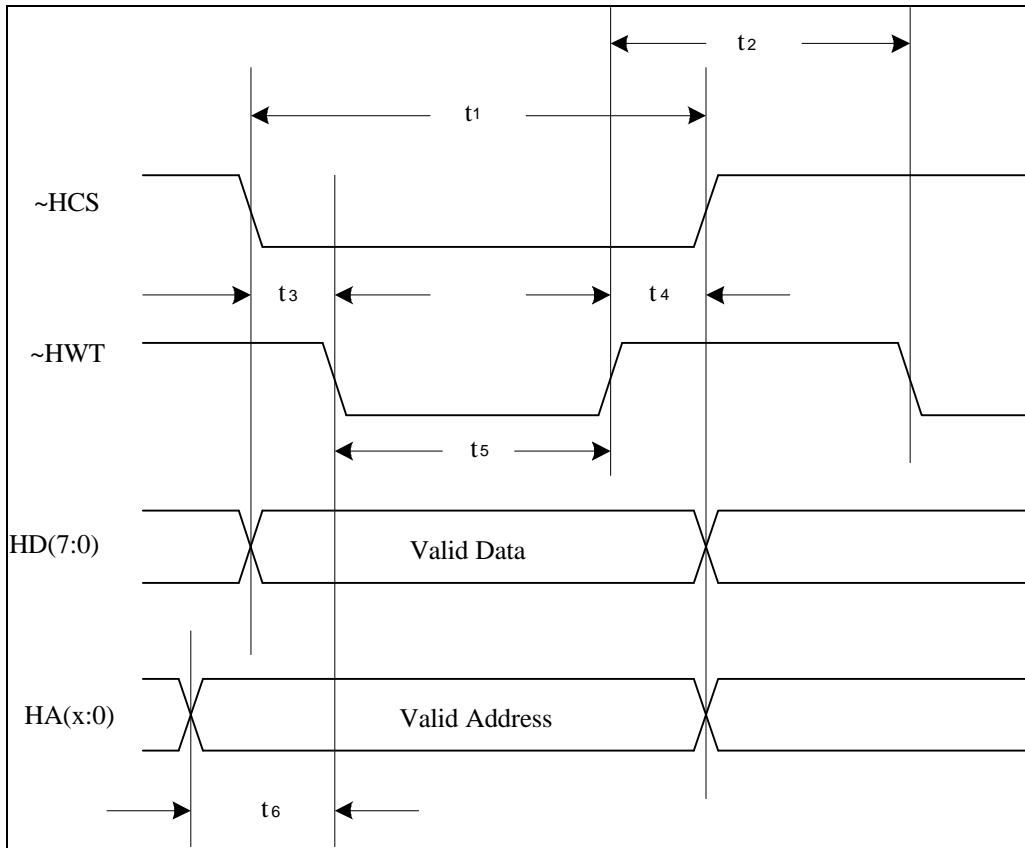 t2
t1
~HCS
t3
t4
~HWT
t5
HD(7:0)
Valid Data
HA(x:0)
Valid Address
t6